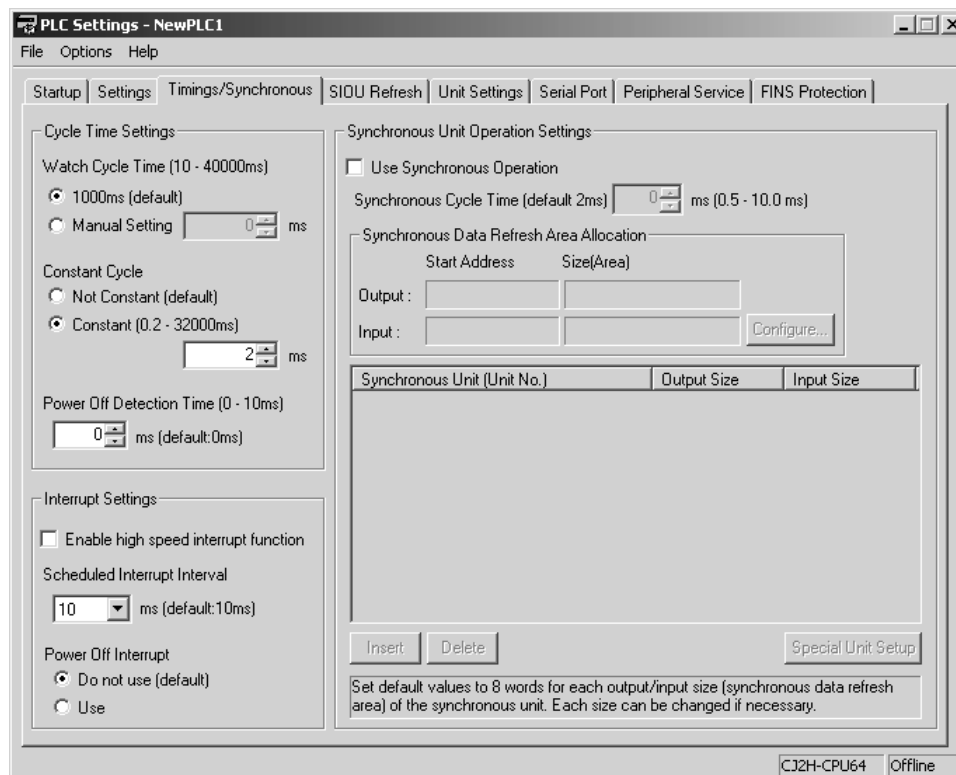 PLC Settings - NewPLC1
File Options Help
Startup Settings Timings/Synchronous SIOU Refresh Unit Settings Serial Port Peripheral Service FINS Protection
Cycle Time Settings
Watch Cycle Time (10 - 40000ms)
1000ms (default)
Manual Setting 0 ms
Constant Cycle
Not Constant (default)
Constant (0.2 - 32000ms)
2 ms
Power Off Detection Time (0 - 10ms)
0 ms (default:0ms)
Interrupt Settings
Enable high speed interrupt function
Scheduled Interrupt Interval
10 ms (default:10ms)
Power Off Interrupt
Do not use (default)
Use
Synchronous Unit Operation Settings
Use Synchronous Operation
Synchronous Cycle Time (default 2ms) 0 ms (0.5 - 10.0 ms)
Synchronous Data Refresh Area Allocation
Start Address Size(Area)
Output :
Input : Configure...
Synchronous Unit (Unit No.) Output Size Input Size
Insert Delete Special Unit Setup
Set default values to 8 words for each output/input size (synchronous data refresh
area) of the synchronous unit. Each size can be changed if necessary.
CJ2H-CPU64 Offline